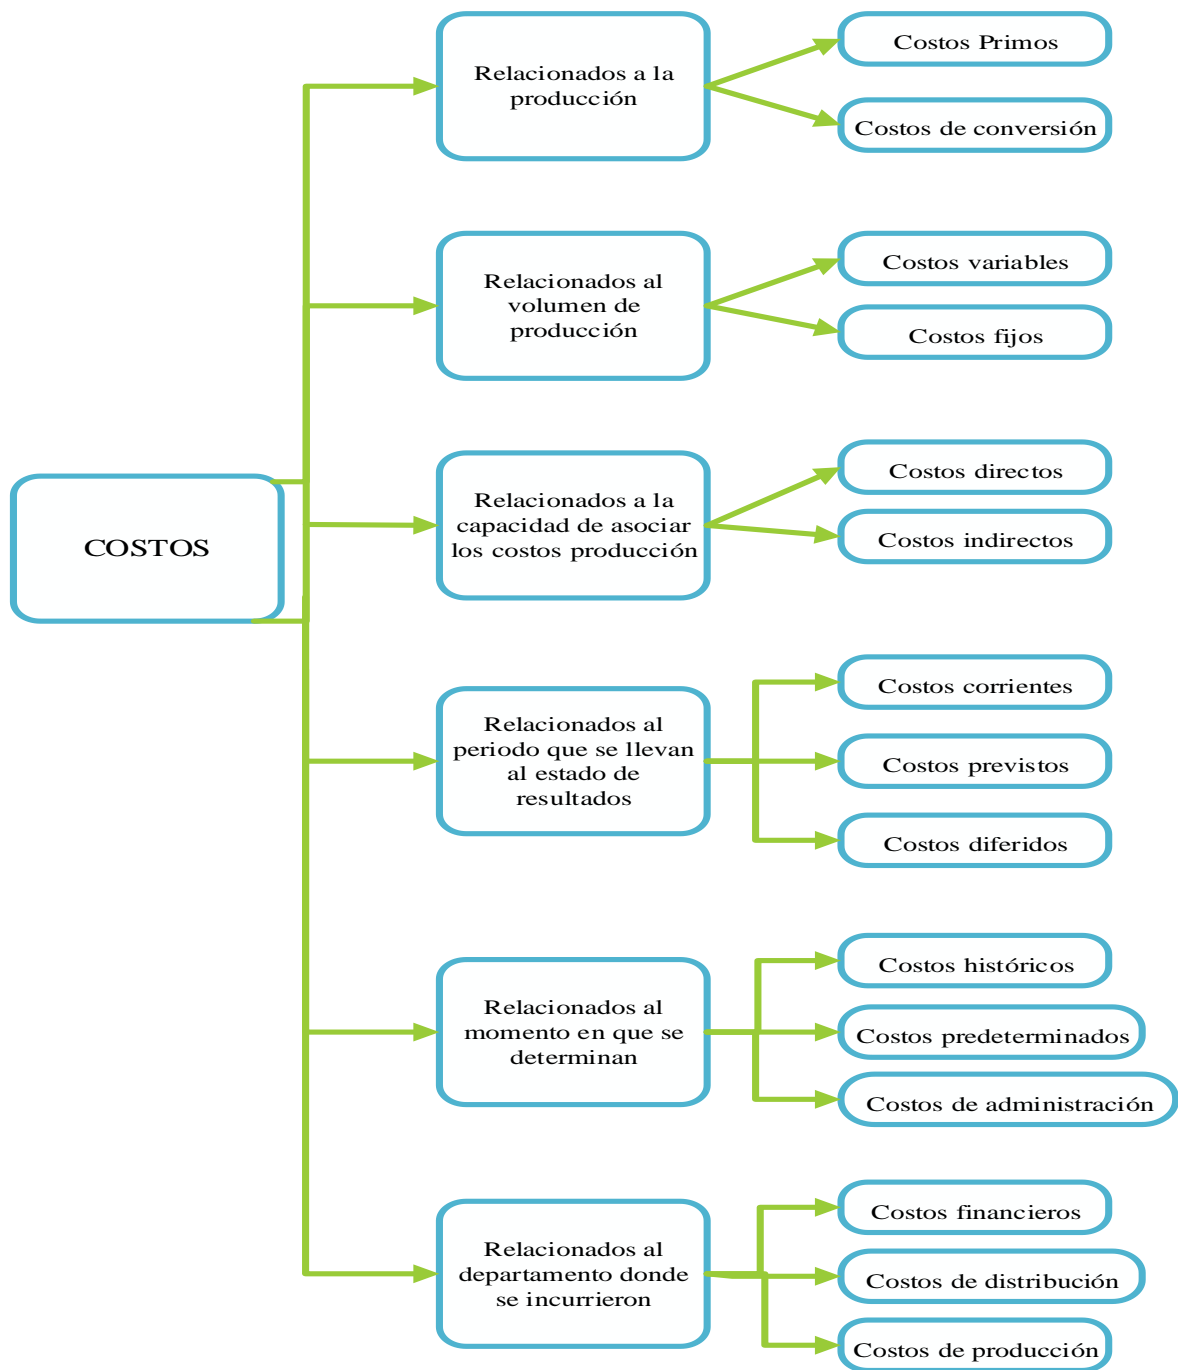 COSTOS
Relacionados a la
producción
Costos Primos
Costos de conversión
Relacionados al
volumen de
producción
Costos variables
Costos fijos
Relacionados a la
capacidad de asociar
los costos producción
Costos directos
Costos indirectos
Relacionados al
periodo que se llevan
al estado de
resultados
Costos corrientes
Costos previstos
Costos diferidos
Relacionados al
momento en que se
determinan
Costos históricos
Costos predeterminados
Costos de administración
Relacionados al
departamento donde
se incurrieron
Costos financieros
Costos de distribución
Costos de producción